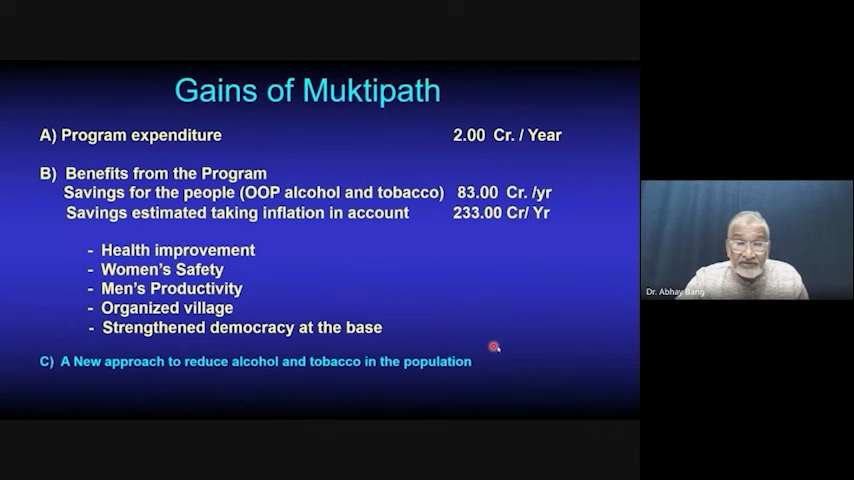 Gains of Muktipath
A) Program expenditure 2.00 Cr. / Year
B) Benefits from the Program
Savings for the people (OOP alcohol and tobacco) 83.00 Cr. /yr
Savings estimated taking inflation in account 233.00 Cr/ Yr
- Health improvement
- Women's Safety
- Men's Productivity
- Organized village
- Strengthened democracy at the base
C) A New approach to reduce alcohol and tobacco in the population
Dr. Abhay Bang